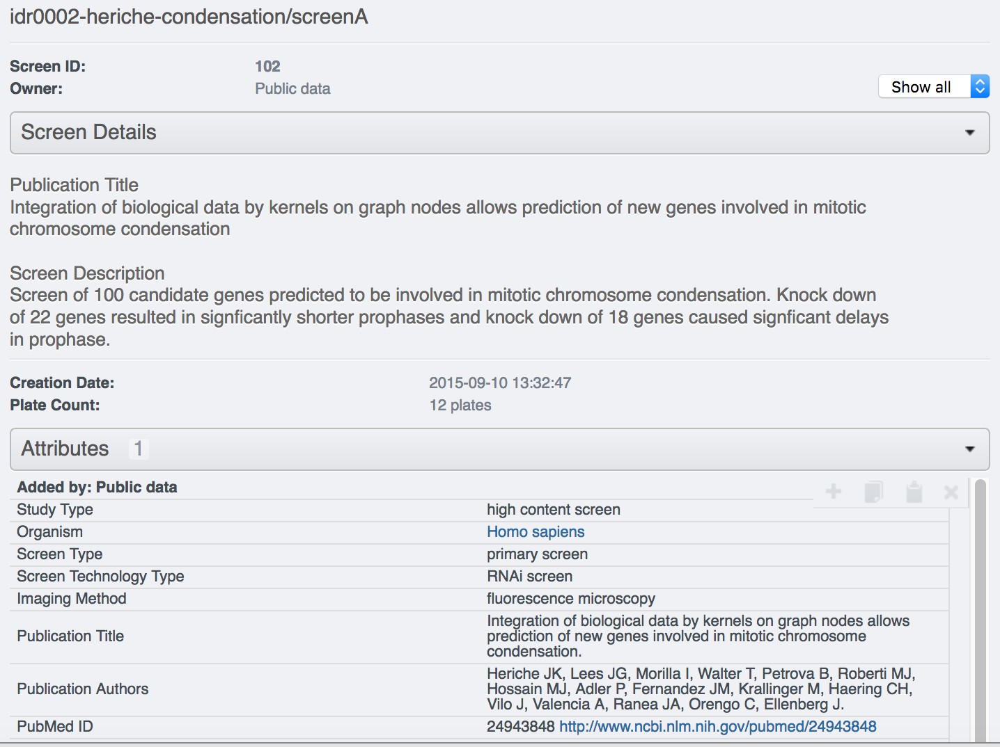 idr0002-heriche-condensation/screenA
Screen ID: 102
Owner: Public data
Show all
Screen Details
Publication Title
Integration of biological data by kernels on graph nodes allows prediction of new genes involved in mitotic
chromosome condensation
Screen Description
Screen of 100 candidate genes predicted to be involved in mitotic chromosome condensation. Knock down
of 22 genes resulted in signficantly shorter prophases and knock down of 18 genes caused signficant delays
in prophase.
Creation Date: 2015-09-10 13:32:47
Plate Count: 12 plates
Attributes 1
Added by: Public data
Study Type high content screen
Organism Homo sapiens
Screen Type primary screen
Screen Technology Type RNAi screen
Imaging Method fluorescence microscopy
Publication Title
Integration of biological data by kernels on graph nodes allows
prediction of new genes involved in mitotic chromosome
condensation.
Publication Authors
Heriche JK, Lees JG, Morilla I, Walter T, Petrova B, Roberti MJ,
Hossain MJ, Adler P, Fernandez JM, Krallinger M, Haering CH,
Vilo J, Valencia A, Ranea JA, Orengo C, Ellenberg J.
PubMed ID 24943848 http://www.ncbi.nlm.nih.gov/pubmed/24943848